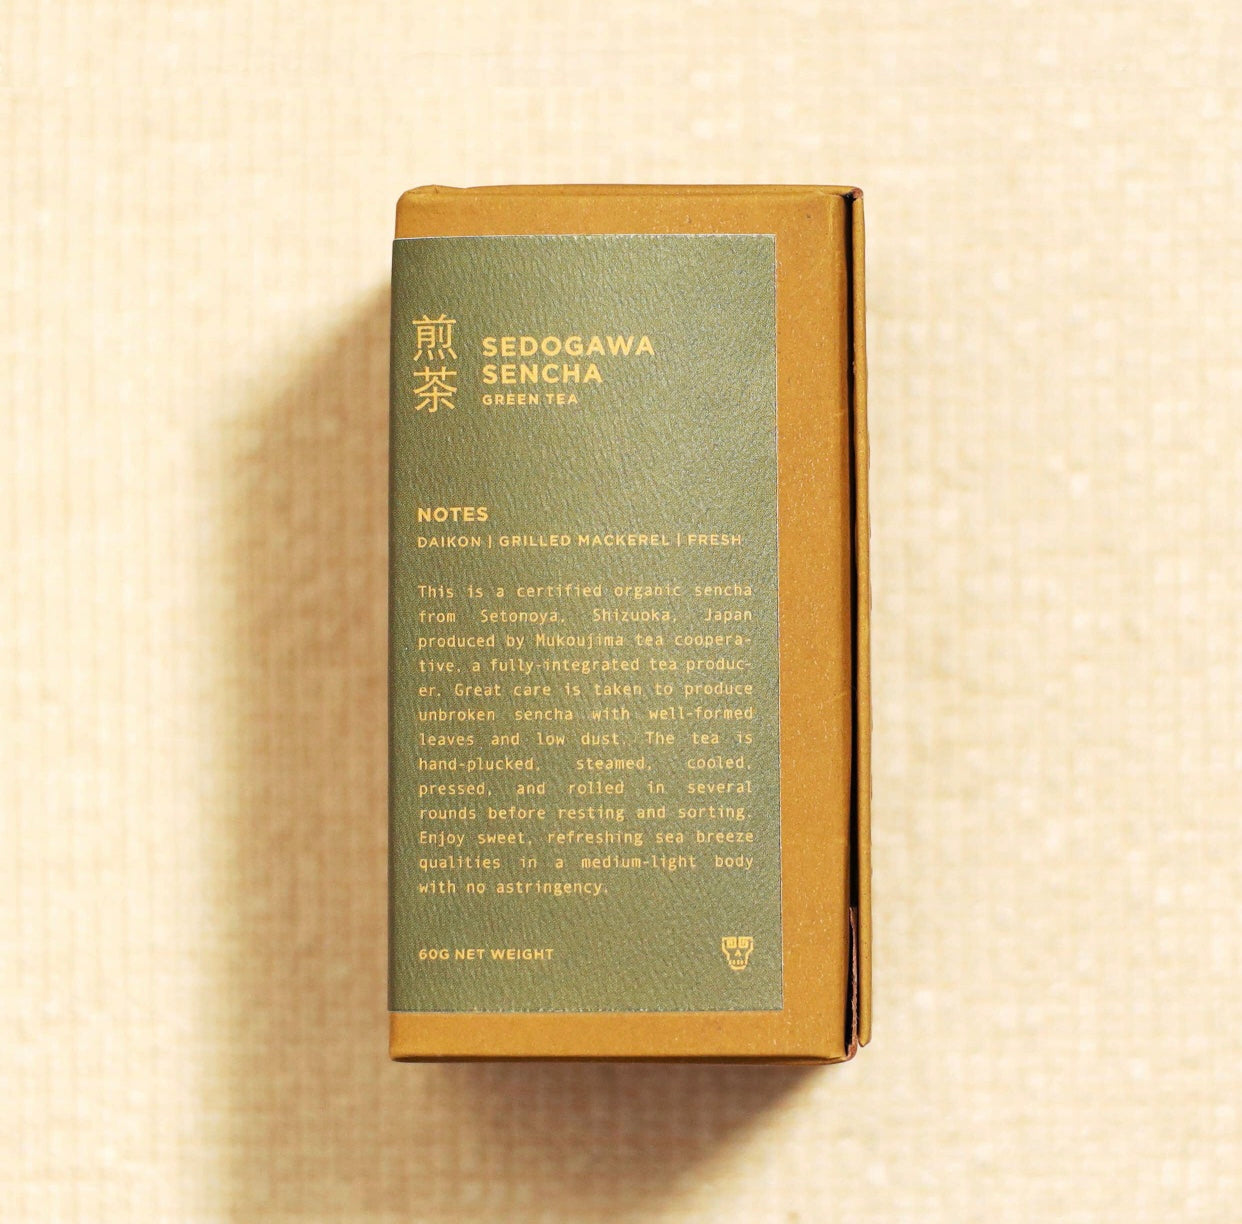 煎茶
SEDOGAWA
SENCHA
GREEN TEA
NOTES
DAIKON | GRILLED MACKEREL | FRESH
This is a certified organic sencha
from Setonoya, Shizuoka, Japan
produced by Mukoujima tea coopera-
tive, a fully-integrated tea produc-
er. Great care is taken to produce
unbroken sencha with well-formed
leaves and low dust. The tea is
hand-plucked, steamed, cooled,
pressed, and rolled in several
rounds before resting and sorting.
Enjoy sweet, refreshing sea breeze
qualities in a medium-light body
with no astringency.
60G NET WEIGHT